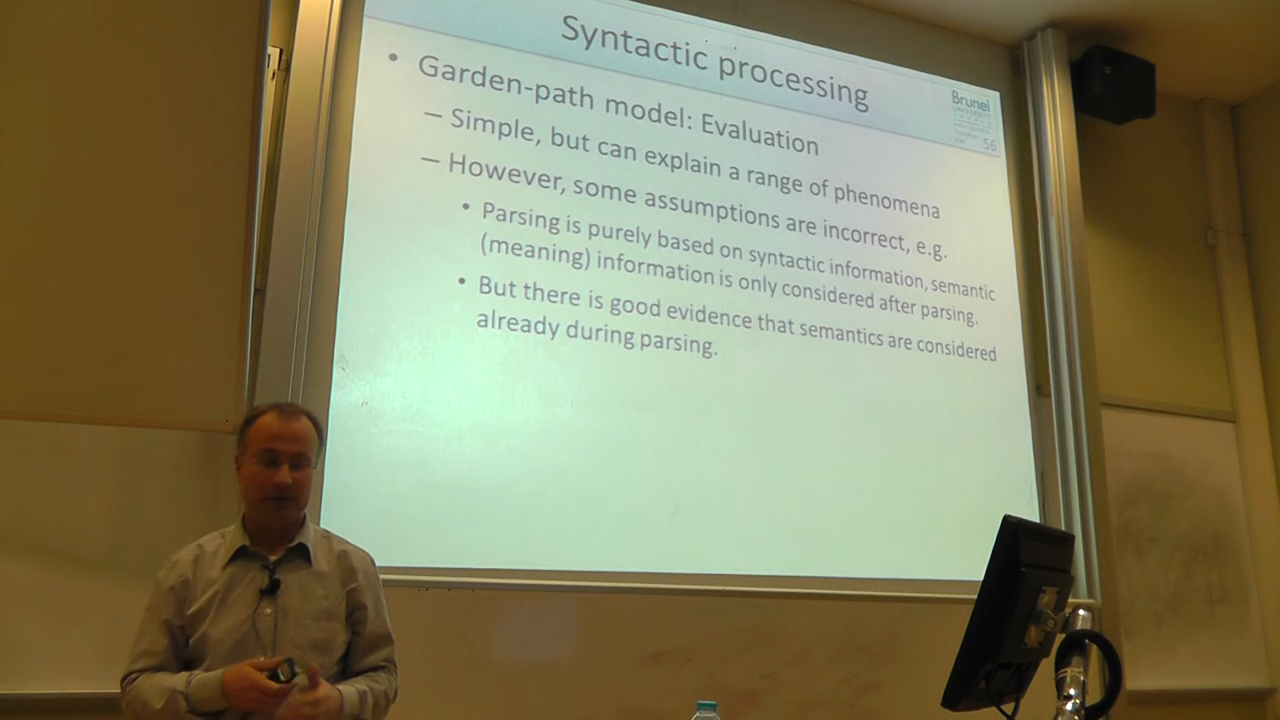 Syntactic processing
Brunel
UNIVERSITY
56
• Garden-path model: Evaluation
– Simple, but can explain a range of phenomena
– However, some assumptions are incorrect, e.g.
• Parsing is purely based on syntactic information, semantic
(meaning) information is only considered after parsing.
• But there is good evidence that semantics are considered
already during parsing.